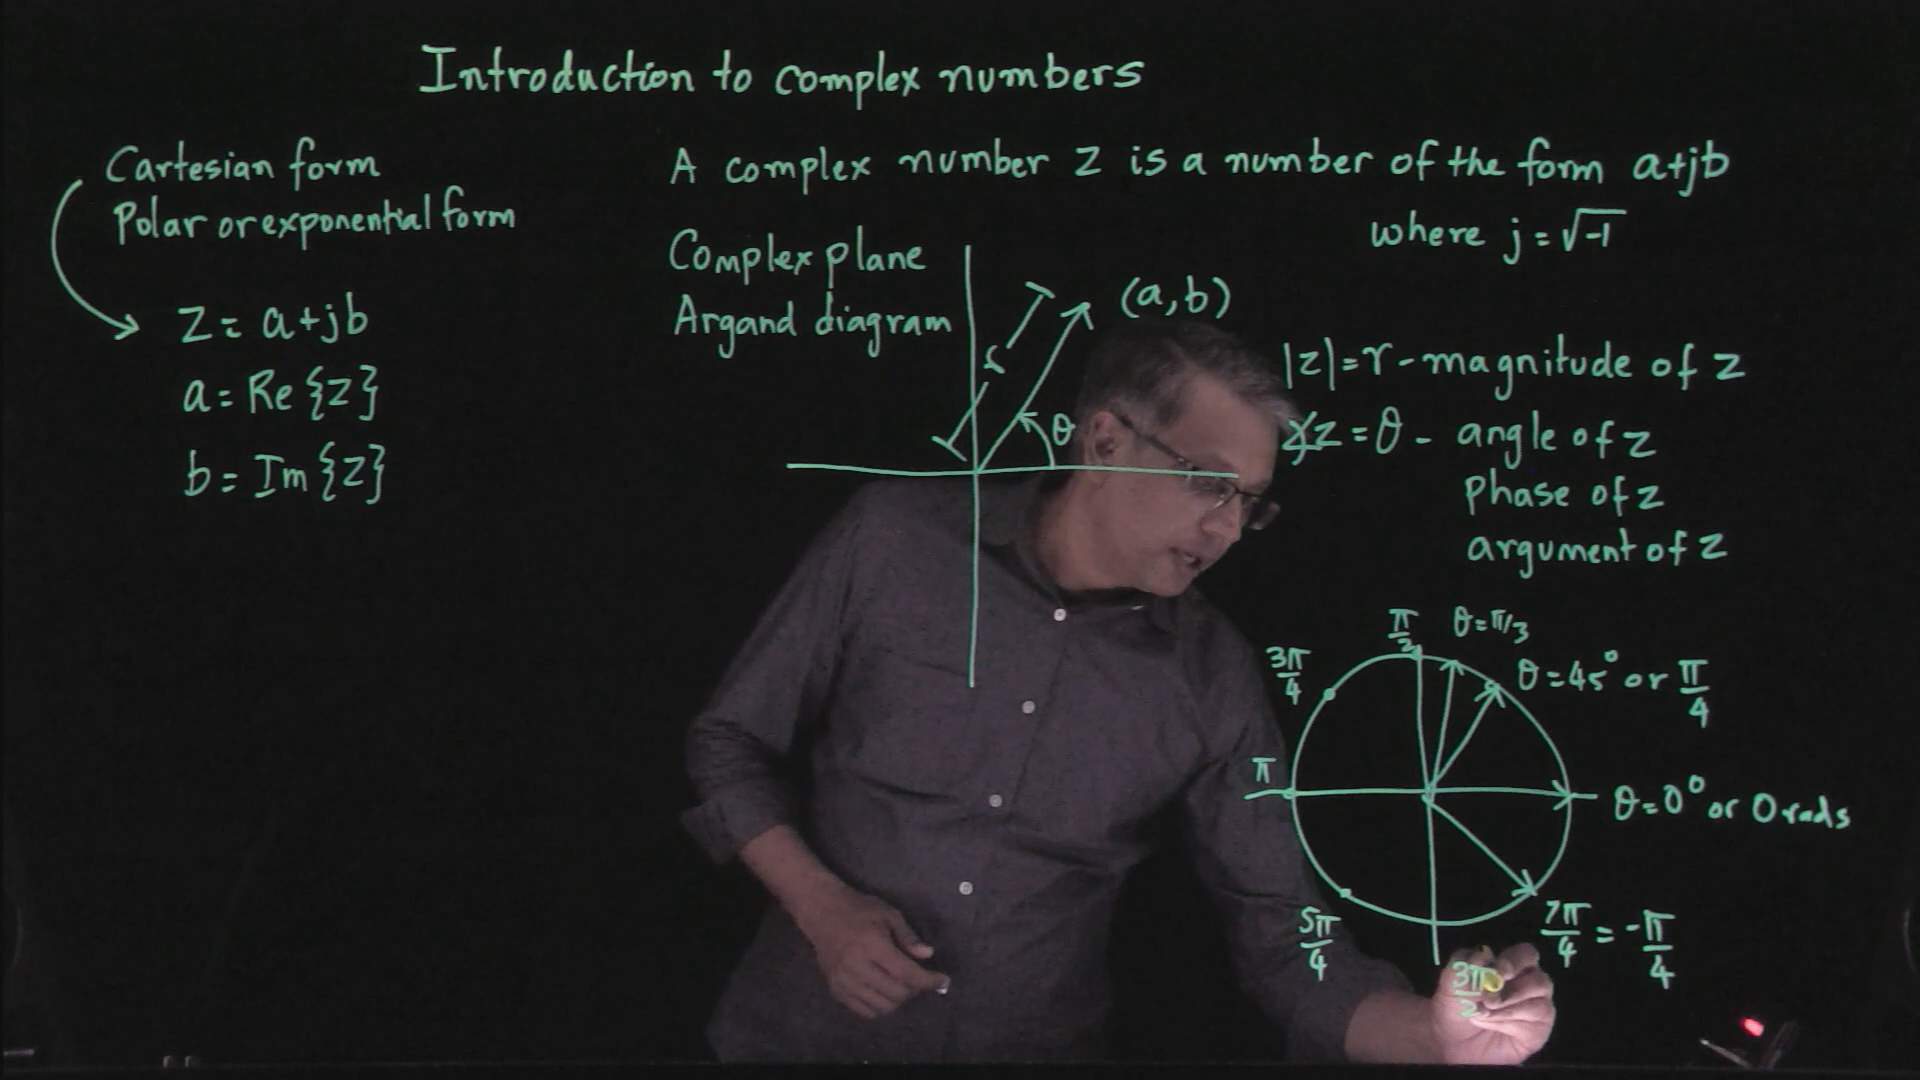 Introduction to complex numbers
Cartesian form
Polar or exponential form
z = a+jb
a = Re {z}
b = Im {z}
A complex number z is a number of the form a+jb
where j = √-1
Complex plane
Argand diagram
(a,b)
r
θ
|z| = r - magnitude of z
∠z = θ - angle of z
phase of z
argument of z
π/2
θ = π/3
3π/4
θ = 45° or π/4
π
θ = 0° or 0 rads
5π/4
7π/4 = -π/4
3π/2